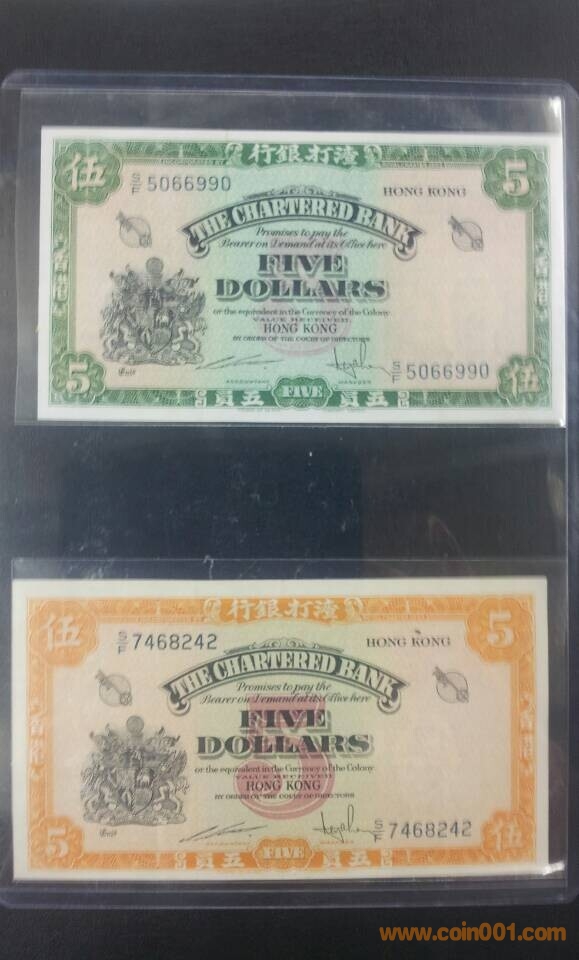 行銀打渣
伍
S/F 5066990
HONG KONG
5
THE CHARTERED BANK
Promises to pay the
Bearer on Demand at its Office here
FIVE
DOLLARS
or the equivalent in the Currency of the Colony
VALUE RECEIVED
HONG KONG
BY ORDER OF THE COURT OF DIRECTORS
S/F 5066990
ACCOUNTANT
MANAGER
5
員五
FIVE
員五
伍
行銀打渣
伍
S/F 7468242
HONG KONG
5
THE CHARTERED BANK
Promises to pay the
Bearer on Demand at its Office here
FIVE
DOLLARS
or the equivalent in the Currency of the Colony
VALUE RECEIVED
HONG KONG
BY ORDER OF THE COURT OF DIRECTORS
S/F 7468242
ACCOUNTANT
MANAGER
5
員五
FIVE
員五
伍
www.coin001.com